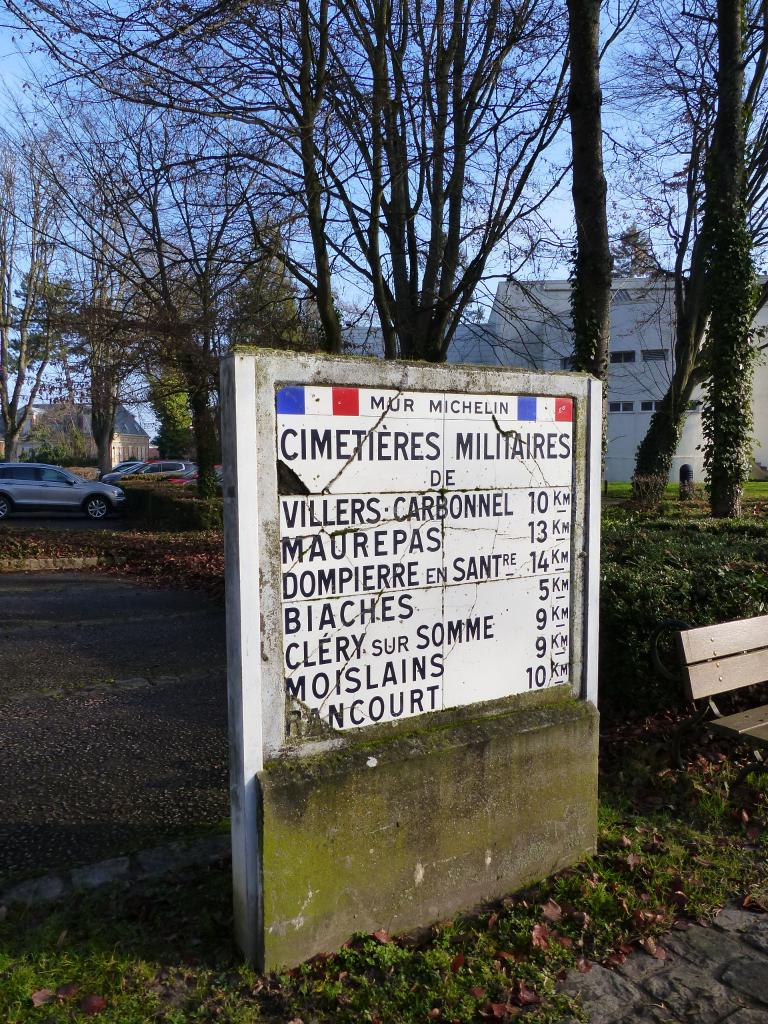 MUR MICHELIN
CIMETIÈRES MILITAIRES
DE
VILLERS-CARBONNEL 10 KM
MAUREPAS 13 KM
DOMPIERRE EN SANTRE 14 KM
BIACHES 5 KM
CLÉRY SUR SOMME 9 KM
MOISLAINS 9 KM
RANCOURT 10 KM